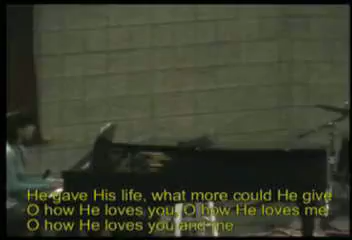 He gave His life, what more could He give
O how He loves you, O how He loves me
O how He loves you and me